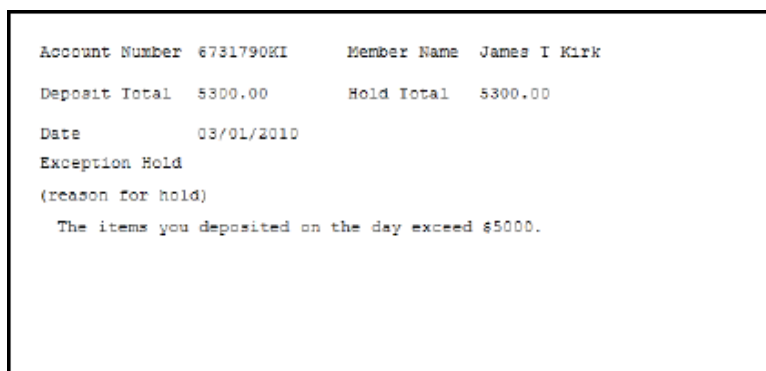 Account Number 6731790KI Member Name James T Kirk
Deposit Total 5300.00 Hold Total 5300.00
Date 03/01/2010
Exception Hold
(reason for hold)
The items you deposited on the day exceed $5000.